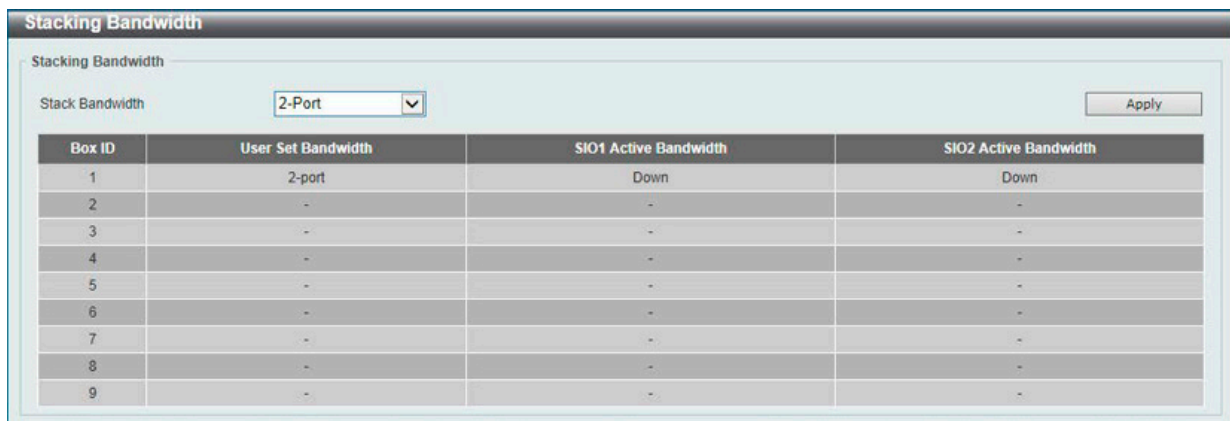 Stacking Bandwidth
Stacking Bandwidth
Stack Bandwidth 2-Port Apply
Box ID User Set Bandwidth SIO1 Active Bandwidth SIO2 Active Bandwidth
1 2-port Down Down
2 - - -
3 - - -
4 - - -
5 - - -
6 - - -
7 - - -
8 - - -
9 - - -